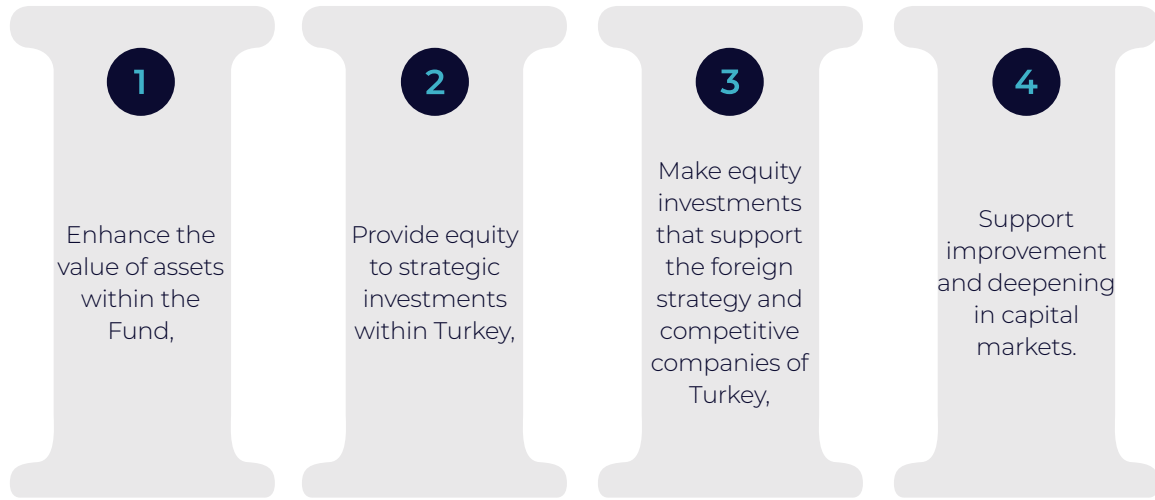 1
Enhance the
value of assets
within the
Fund,
2
Provide equity
to strategic
investments
within Turkey,
3
Make equity
investments
that support
the foreign
strategy and
competitive
companies of
Turkey,
4
Support
improvement
and deepening
in capital
markets.